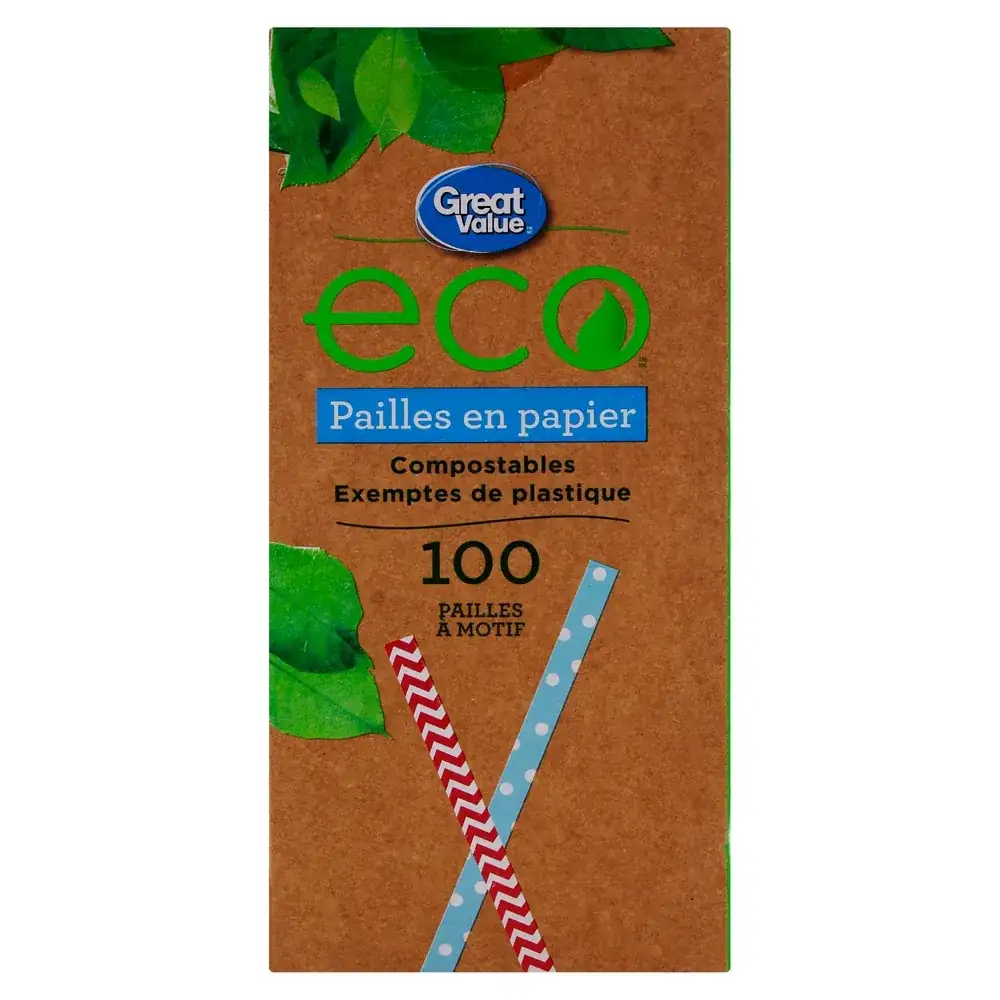 Great
Value
eco
Pailles en papier
Compostables
Exemptes de plastique
100
PAILLES
À MOTIF